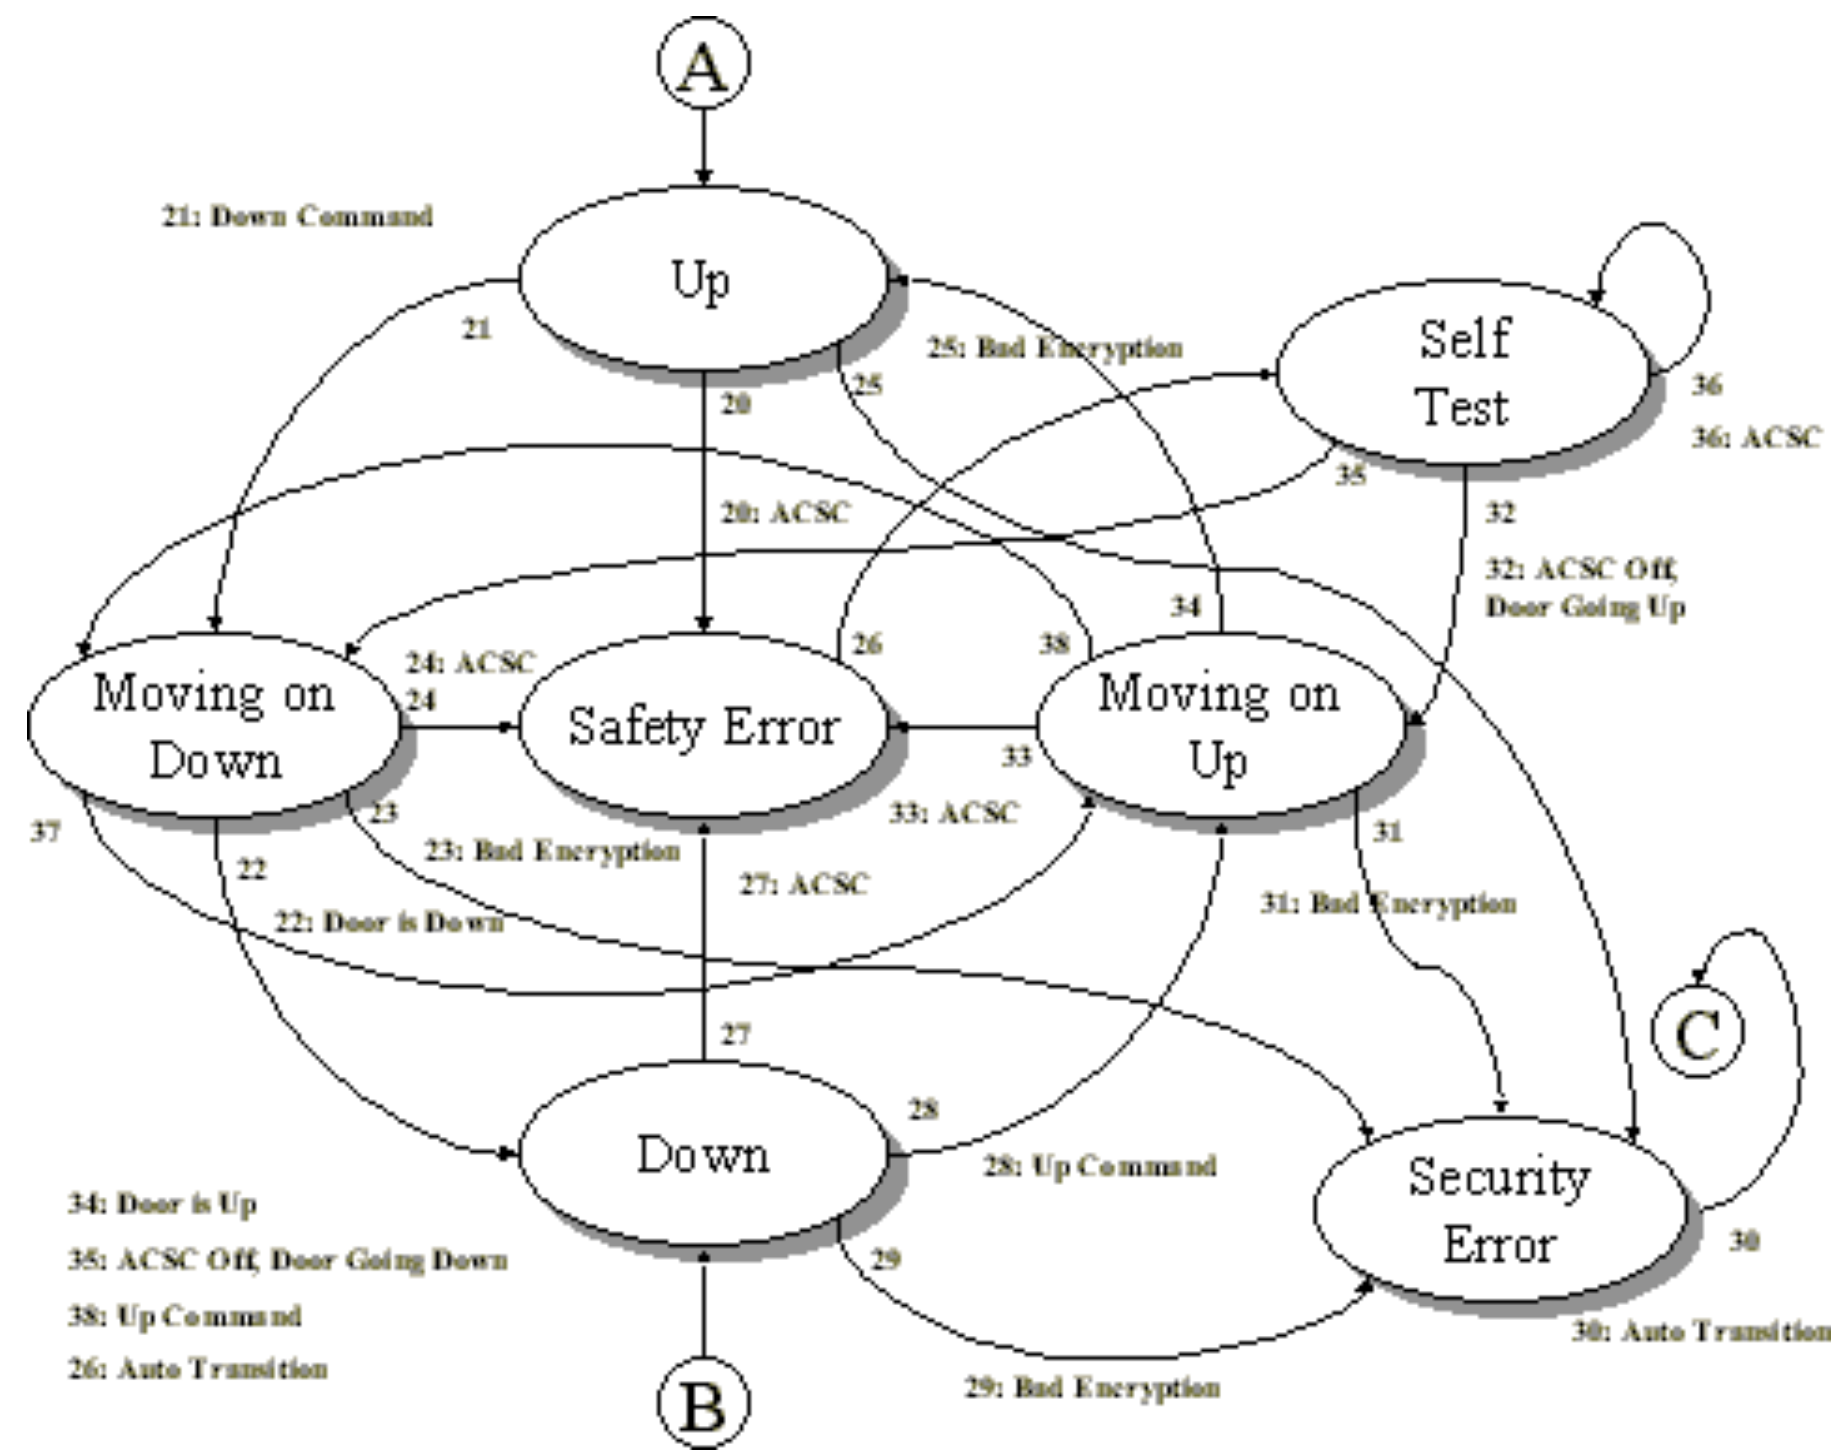 A
21: Down Command
Up
21
25: Bad Encryption
25
20
Self
Test
36
36: ACSC
35
20: ACSC
32
32: ACSC Off,
Door Going Up
34
24: ACSC
24
26
38
Moving on
Down
Safety Error
Moving on
Up
33
33: ACSC
37
23
23: Bad Encryption
22
27: ACSC
31
31: Bad Encryption
22: Door is Down
27
C
28
Down
28: Up Command
Security
Error
34: Door is Up
35: ACSC Off, Door Going Down
29
30
38: Up Command
30: Auto Transition
26: Auto Transition
29: Bad Encryption
B